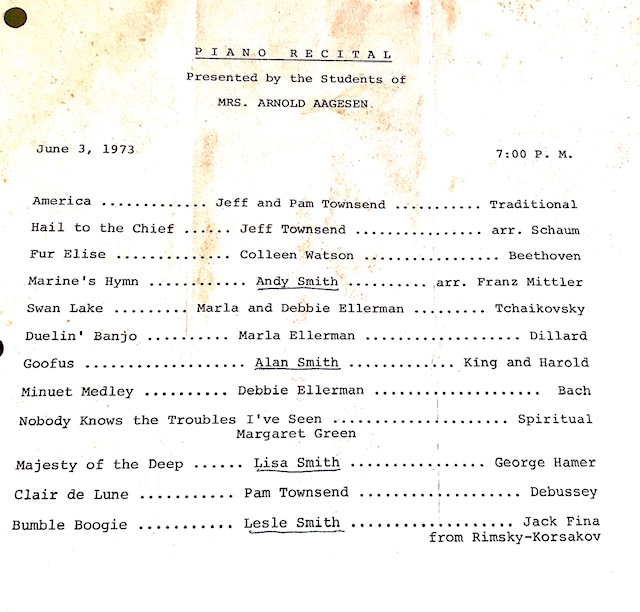 PIANO RECITAL
Presented by the Students of
MRS. ARNOLD AAGESEN
June 3, 1973 7:00 P. M.
America ............. Jeff and Pam Townsend ........... Traditional
Hail to the Chief ...... Jeff Townsend ................ arr. Schaum
Fur Elise .............. Colleen Watson ................. Beethoven
Marine's Hymn ............ Andy Smith .......... arr. Franz Mittler
Swan Lake ......... Marla and Debbie Ellerman ......... Tchaikovsky
Duelin' Banjo .......... Marla Ellerman ................... Dillard
Goofus .................... Alan Smith ............. King and Harold
Minuet Medley .......... Debbie Ellerman ..................... Bach
Nobody Knows the Troubles I've Seen ...................... Spiritual
Margaret Green
Majesty of the Deep ...... Lisa Smith ................ George Hamer
Clair de Lune ........... Pam Townsend .................... Debussey
Bumble Boogie ........... Lesle Smith .................... Jack Fina
from Rimsky-Korsakov